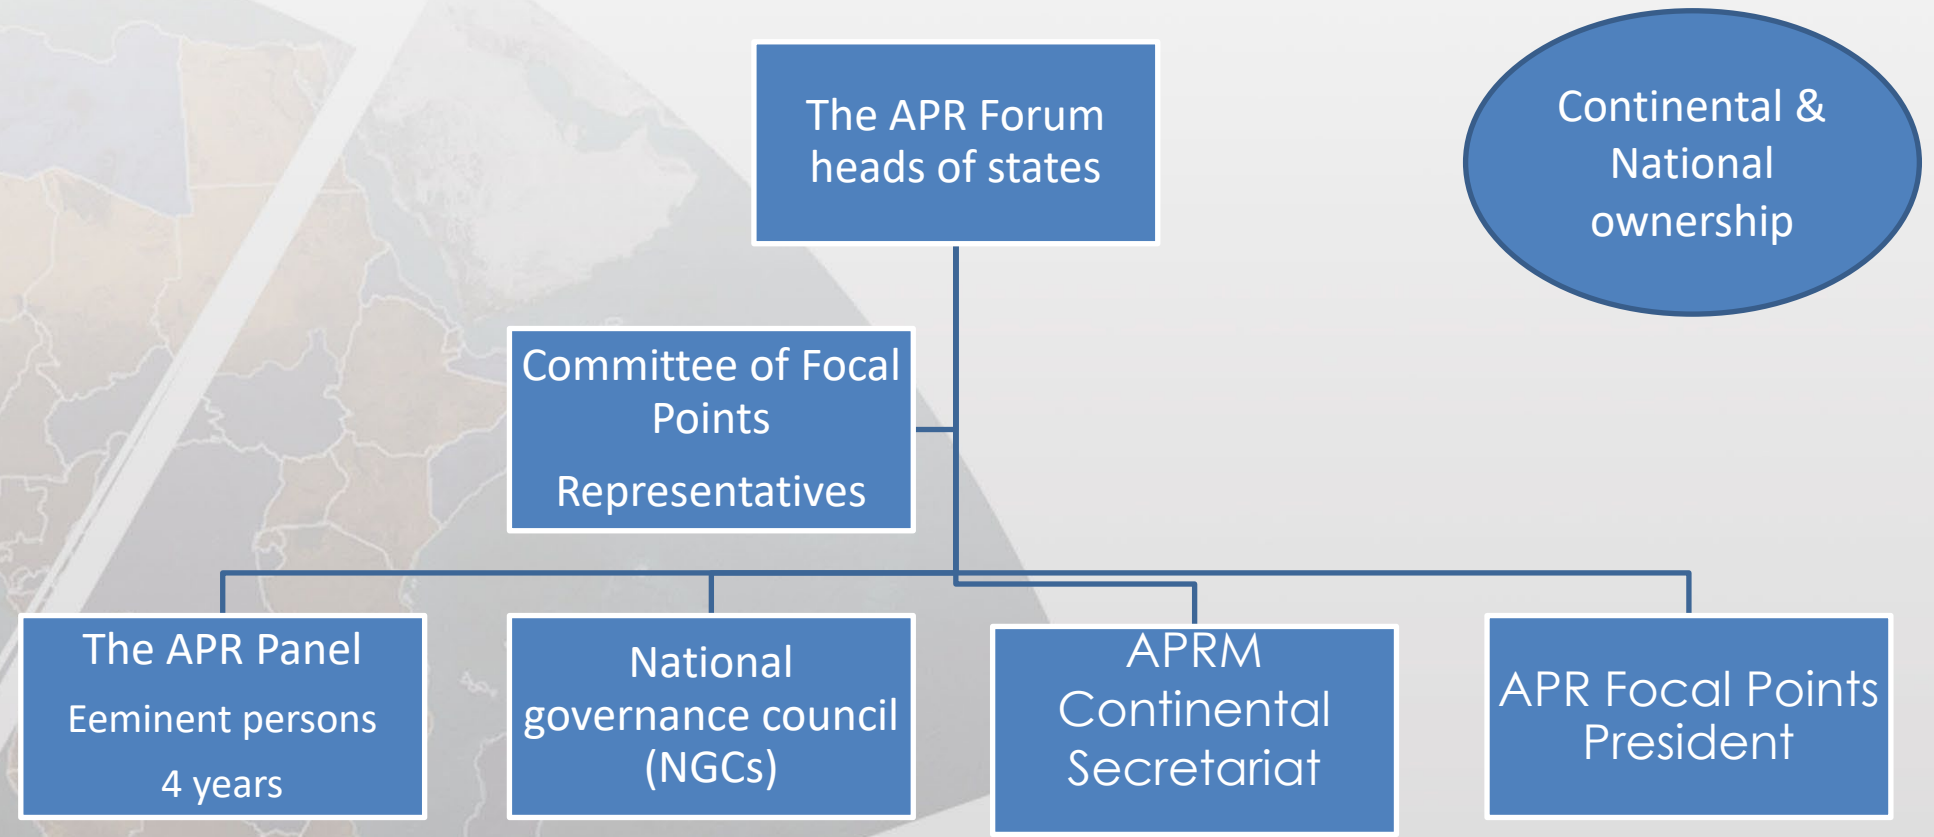 The APR Forum
heads of states
Continental &
National
ownership
Committee of Focal
Points
Representatives
The APR Panel
Eeminent persons
4 years
National
governance council
(NGCs)
APRM
Continental
Secretariat
APR Focal Points
President